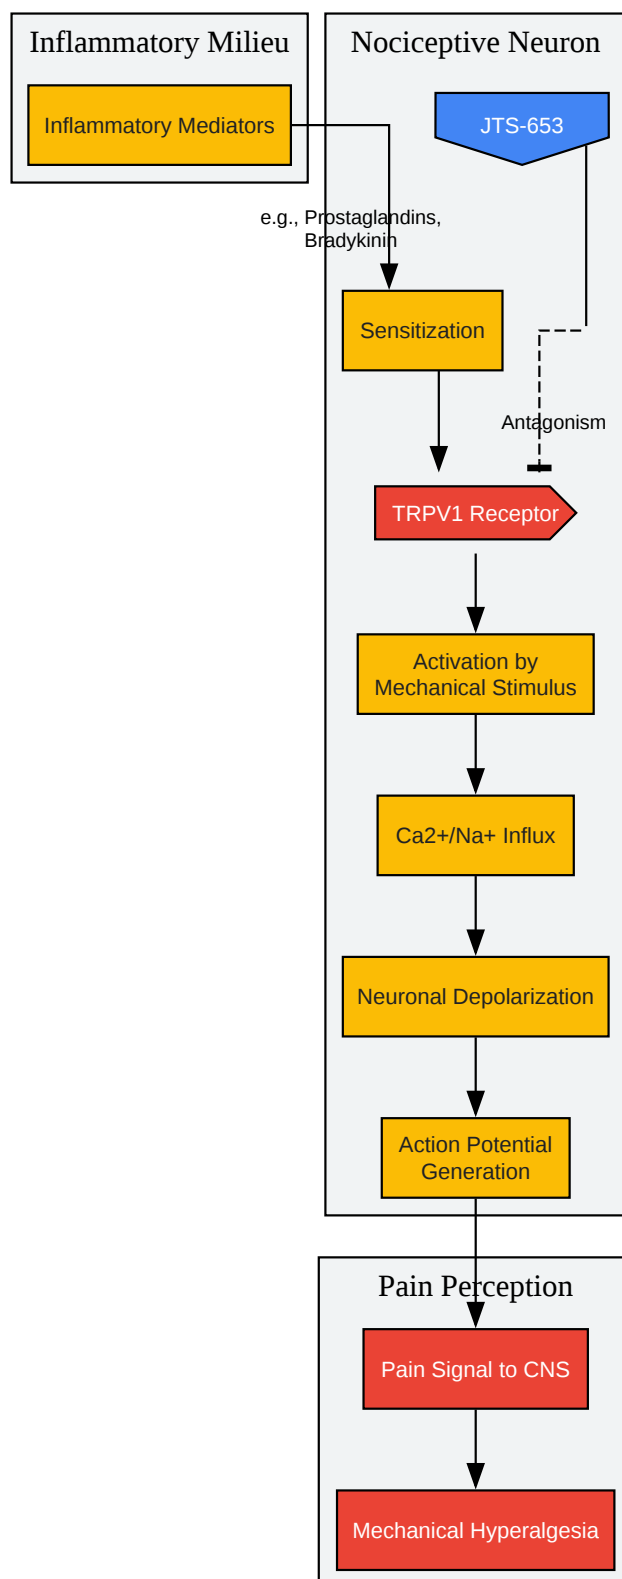 Inflammatory Milieu
Nociceptive Neuron
Inflammatory Mediators
JTS-653
e.g., Prostaglandins,
Bradykinin
Sensitization
Antagonism
TRPV1 Receptor
Activation by
Mechanical Stimulus
Ca2+/Na+ Influx
Neuronal Depolarization
Action Potential
Generation
Pain Perception
Pain Signal to CNS
Mechanical Hyperalgesia